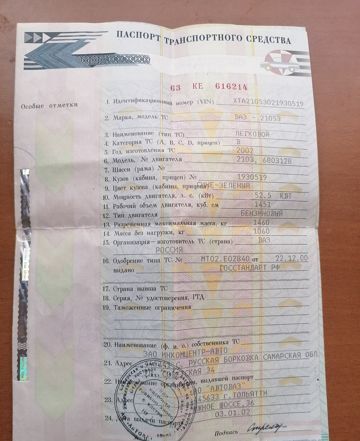 ПАСПОРТ ТРАНСПОРТНОГО СРЕДСТВА
63 КЕ 616214
Особые отметки
1. Идентификационный номер (VIN) XTA21053021930519
2. Марка, модель ТС ВАЗ - 21053
3. Наименование (тип ТС) ЛЕГКОВОЙ
4. Категория ТС (A, B, C, D, прицеп) B
5. Год изготовления ТС 2002
6. Модель, № двигателя 2103, 6803128
7. Шасси (рама) №
8. Кузов (кабина, прицеп) № 1930519
9. Цвет кузова (кабины, прицепа) СИНЕ-ЗЕЛЕНЫЙ
10. Мощность двигателя, л. с. (кВт) 52.5 КВТ
11. Рабочий объем двигателя, куб. см 1451
12. Тип двигателя БЕНЗИНОВЫЙ
13. Разрешенная максимальная масса, кг 1460
14. Масса без нагрузки, кг 1060
15. Организация-изготовитель ТС (страна) ВАЗ
РОССИЯ
16. Одобрение типа ТС № МТ02.Е02840 от 22.12.00
выдано ГОССТАНДАРТ РФ
17. Страна вывоза ТС
18. Серия, № удостоверения, ГТД
19. Таможенные ограничения
20. Наименование (ф. и. о.) собственника ТС
ЗАО ИНКОМЦЕНТР-АВТО
21. Адрес РУССКАЯ БОРКОВКА САМАРСКАЯ ОБЛ
34
22. Наименование организации, выдавшей паспорт
ОАО "АВТОВАЗ"
23. Адрес 445633 г. ТОЛЬЯТТИ
ЮЖНОЕ ШОССЕ, 36
24. 03.01.02
Подпись